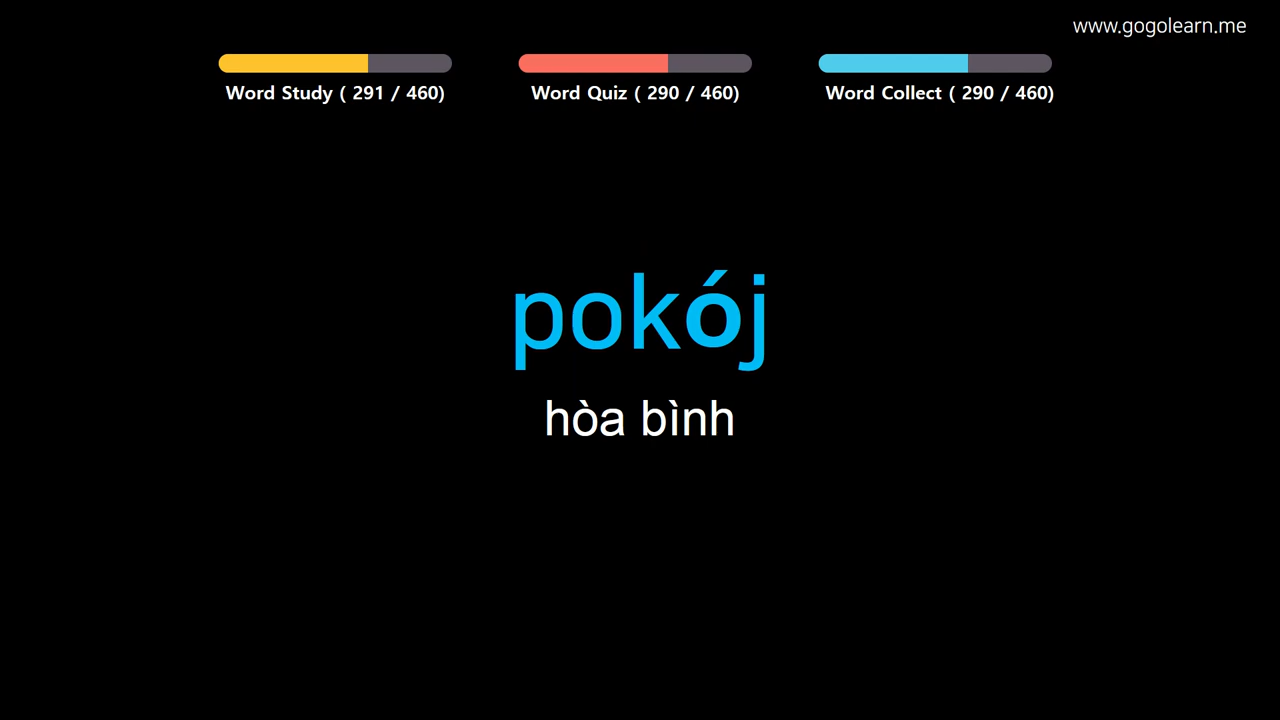 www.gogolearn.me
Word Study ( 291 / 460)
Word Quiz ( 290 / 460)
Word Collect ( 290 / 460)
pokój
hòa bình